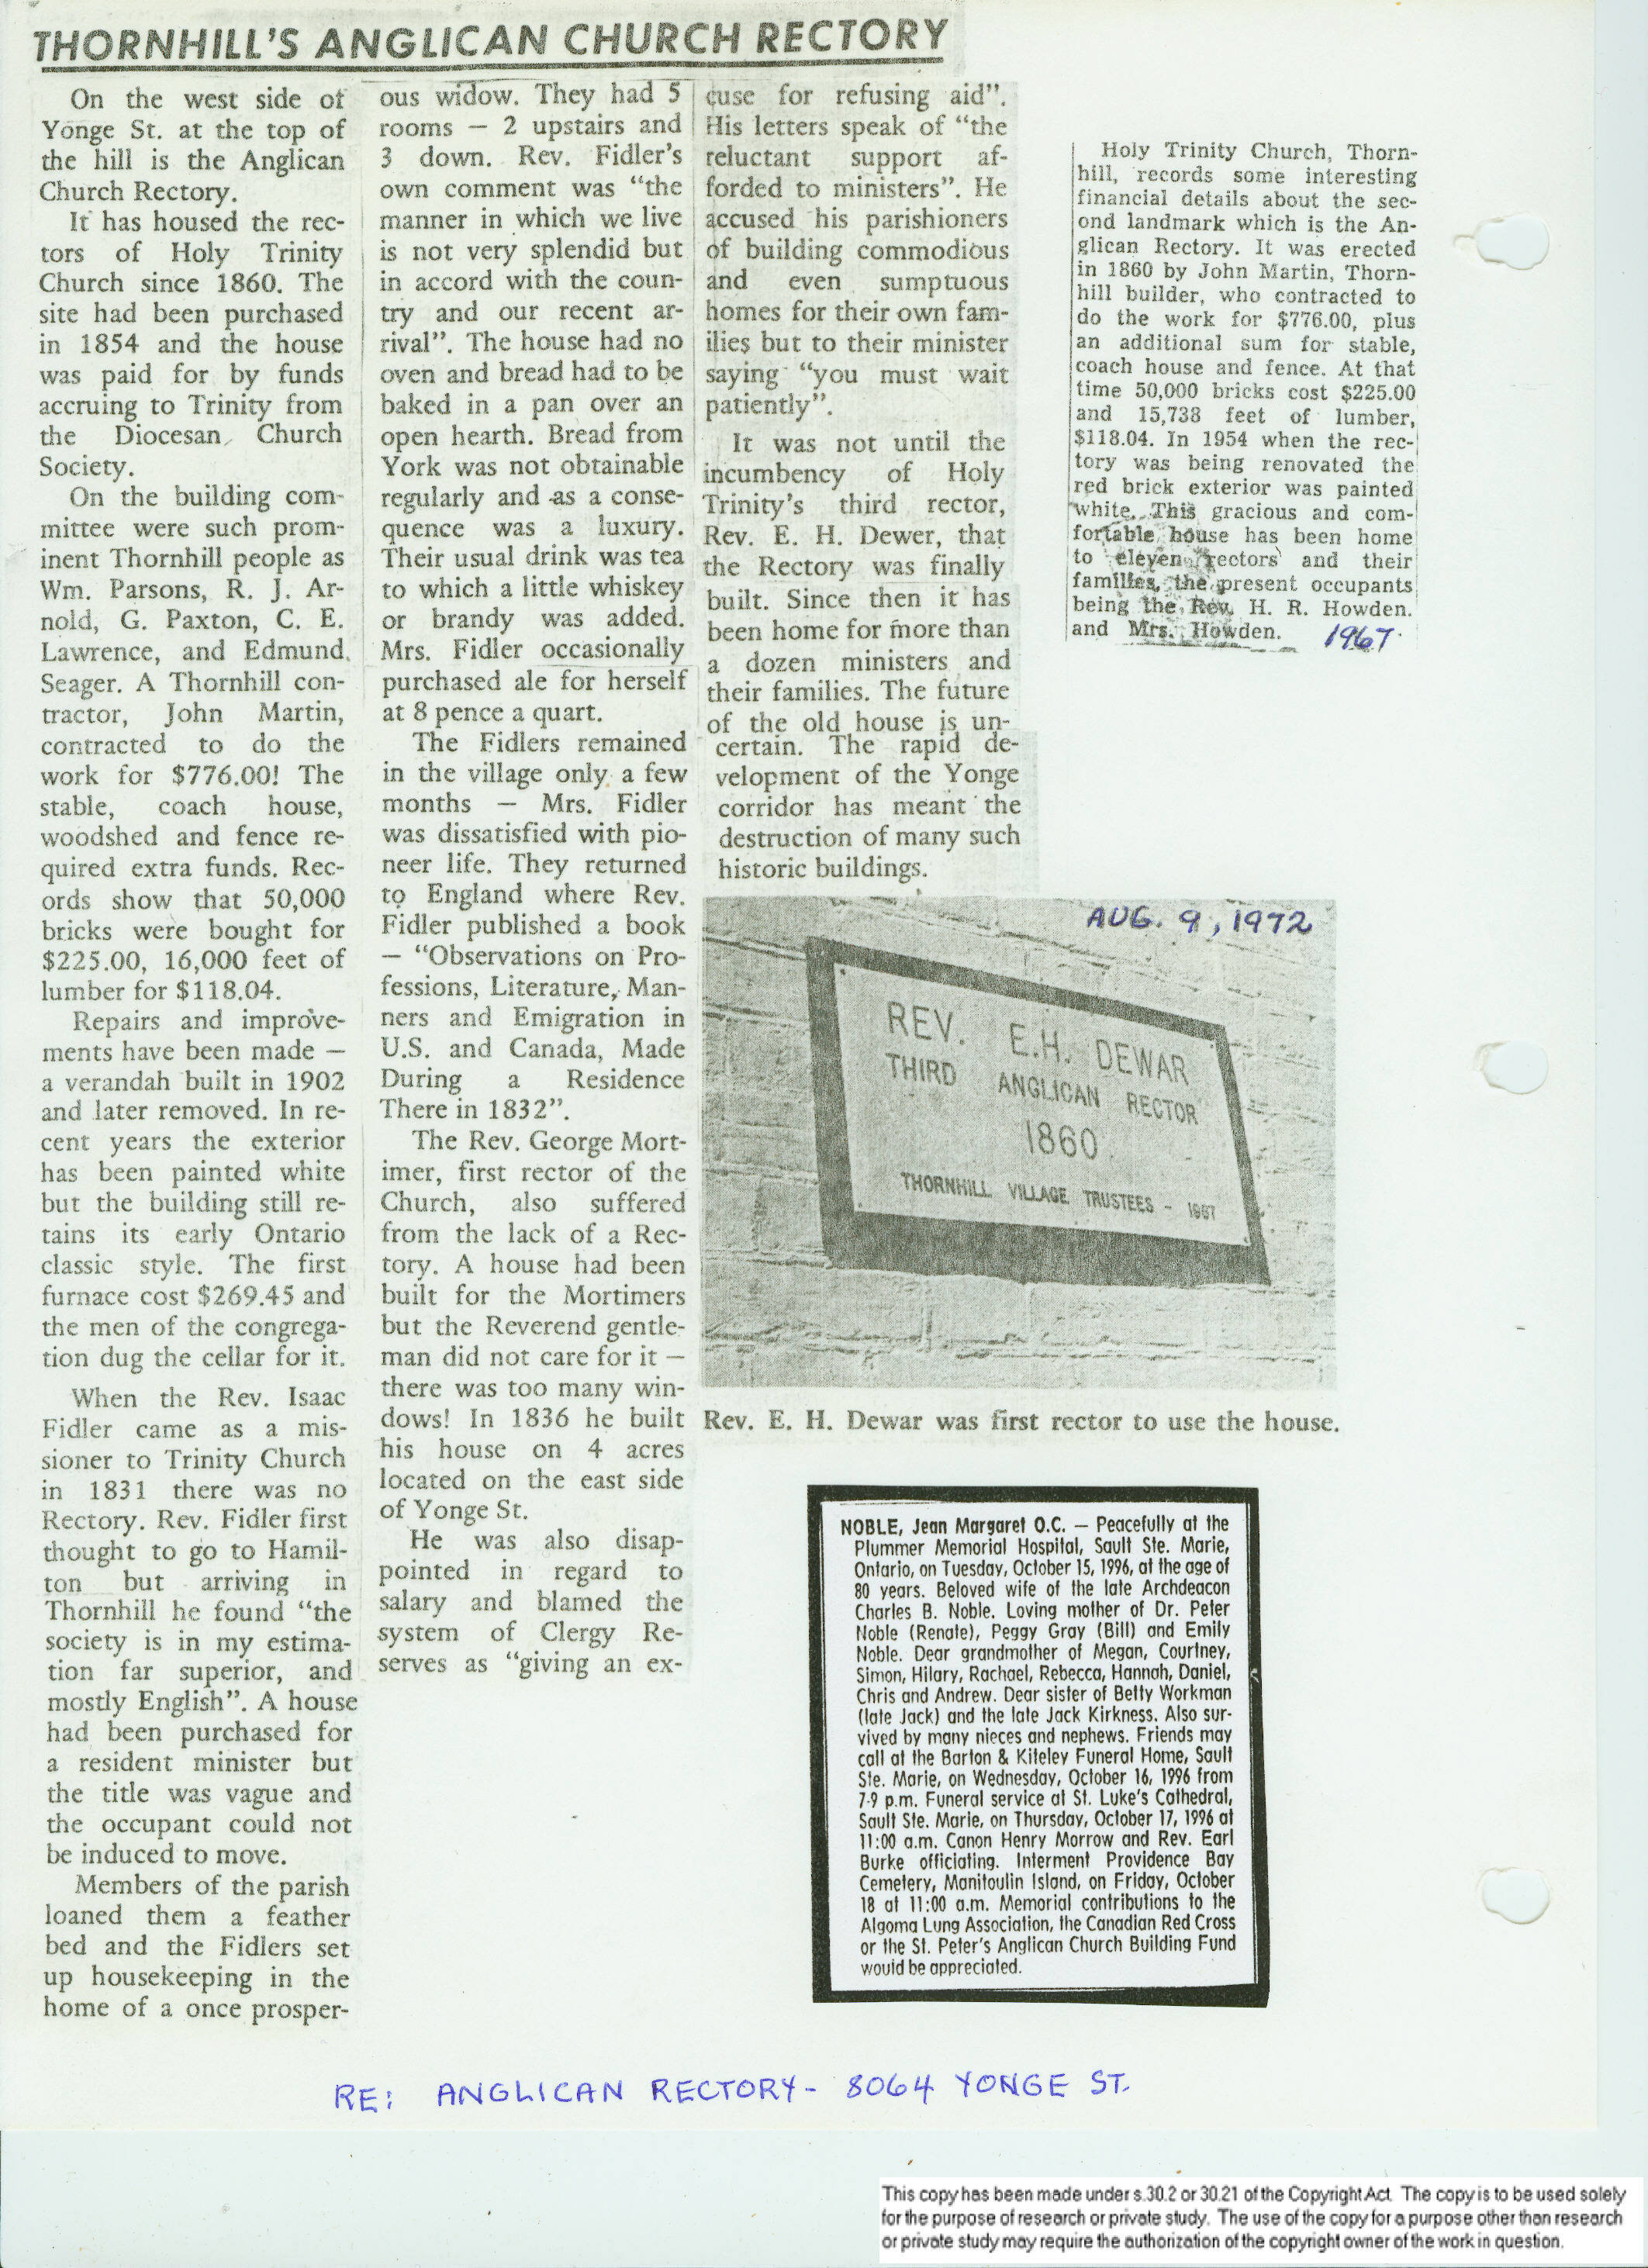 THORNHILL'S ANGLICAN CHURCH RECTORY
On the west side of
Yonge St. at the top of
the hill is the Anglican
Church Rectory.
It has housed the rec-
tors of Holy Trinity
Church since 1860. The
site had been purchased
in 1854 and the house
was paid for by funds
accruing to Trinity from
the Diocesan Church
Society.
On the building com-
mittee were such prom-
inent Thornhill people as
Wm. Parsons, R. J. Ar-
nold, G. Paxton, C. E.
Lawrence, and Edmund
Seager. A Thornhill con-
tractor, John Martin,
contracted to do the
work for $776.00! The
stable, coach house,
woodshed and fence re-
quired extra funds. Rec-
ords show that 50,000
bricks were bought for
$225.00, 16,000 feet of
lumber for $118.04.
Repairs and improve-
ments have been made —
a verandah built in 1902
and later removed. In re-
cent years the exterior
has been painted white
but the building still re-
tains its early Ontario
classic style. The first
furnace cost $269.45 and
the men of the congrega-
tion dug the cellar for it.
When the Rev. Isaac
Fidler came as a mis-
sioner to Trinity Church
in 1831 there was no
Rectory. Rev. Fidler first
thought to go to Hamil-
ton but arriving in
Thornhill he found "the
society is in my estima-
tion far superior, and
mostly English". A house
had been purchased for
a resident minister but
the title was vague and
the occupant could not
be induced to move.
Members of the parish
loaned them a feather
bed and the Fidlers set
up housekeeping in the
home of a once prosper-
ous widow. They had 5
rooms — 2 upstairs and
3 down. Rev. Fidler's
own comment was "the
manner in which we live
is not very splendid but
in accord with the coun-
try and our recent ar-
rival". The house had no
oven and bread had to be
baked in a pan over an
open hearth. Bread from
York was not obtainable
regularly and as a conse-
quence was a luxury.
Their usual drink was tea
to which a little whiskey
or brandy was added.
Mrs. Fidler occasionally
purchased ale for herself
at 8 pence a quart.
The Fidlers remained
in the village only a few
months — Mrs. Fidler
was dissatisfied with pio-
neer life. They returned
to England where Rev.
Fidler published a book
— "Observations on Pro-
fessions, Literature, Man-
ners and Emigration in
U.S. and Canada, Made
During a Residence
There in 1832".
The Rev. George Mort-
imer, first rector of the
Church, also suffered
from the lack of a Rec-
tory. A house had been
built for the Mortimers
but the Reverend gentle-
man did not care for it —
there was too many win-
dows! In 1836 he built
his house on 4 acres
located on the east side
of Yonge St.
He was also disap-
pointed in regard to
salary and blamed the
system of Clergy Re-
serves as "giving an ex-
cuse for refusing aid".
His letters speak of "the
reluctant support af-
forded to ministers". He
accused his parishioners
of building commodious
and even sumptuous
homes for their own fam-
ilies but to their minister
saying "you must wait
patiently".
It was not until the
incumbency of Holy
Trinity's third rector,
Rev. E. H. Dewer, that
the Rectory was finally
built. Since then it has
been home for more than
a dozen ministers and
their families. The future
of the old house is un-
certain. The rapid de-
velopment of the Yonge
corridor has meant the
destruction of many such
historic buildings.
AUG. 9, 1972
REV. E.H. DEWAR
THIRD ANGLICAN RECTOR
1860
THORNHILL VILLAGE TRUSTEES - 1967
Rev. E. H. Dewar was first rector to use the house.
Holy Trinity Church, Thorn-
hill, records some interesting
financial details about the sec-
ond landmark which is the An-
glican Rectory. It was erected
in 1860 by John Martin, Thorn-
hill builder, who contracted to
do the work for $776.00, plus
an additional sum for stable,
coach house and fence. At that
time 50,000 bricks cost $225.00
and 15,738 feet of lumber,
$118.04. In 1954 when the rec-
tory was being renovated the
red brick exterior was painted
white. This gracious and com-
fortable house has been home
to eleven rectors and their
families, the present occupants
being the Rev. H. R. Howden.
and Mrs. Howden. 1967.
NOBLE, Jean Margaret O.C. — Peacefully at the
Plummer Memorial Hospital, Sault Ste. Marie,
Ontario, on Tuesday, October 15, 1996, at the age of
80 years. Beloved wife of the late Archdeacon
Charles B. Noble. Loving mother of Dr. Peter
Noble (Renate), Peggy Gray (Bill) and Emily
Noble. Dear grandmother of Megan, Courtney,
Simon, Hilary, Rachael, Rebecca, Hannah, Daniel,
Chris and Andrew. Dear sister of Betty Workman
(late Jack) and the late Jack Kirkness. Also sur-
vived by many nieces and nephews. Friends may
call at the Barton & Kiteley Funeral Home, Sault
Ste. Marie, on Wednesday, October 16, 1996 from
7-9 p.m. Funeral service at St. Luke's Cathedral,
Sault Ste. Marie, on Thursday, October 17, 1996 at
11:00 a.m. Canon Henry Morrow and Rev. Earl
Burke officiating. Interment Providence Bay
Cemetery, Manitoulin Island, on Friday, October
18 at 11:00 a.m. Memorial contributions to the
Algoma Lung Association, the Canadian Red Cross
or the St. Peter's Anglican Church Building Fund
would be appreciated.
RE: ANGLICAN RECTORY - 8064 YONGE ST.
This copy has been made under s.30.2 or 30.21 of the Copyright Act. The copy is to be used solely
for the purpose of research or private study. The use of the copy for a purpose other than research
or private study may require the authorization of the copyright owner of the work in question.